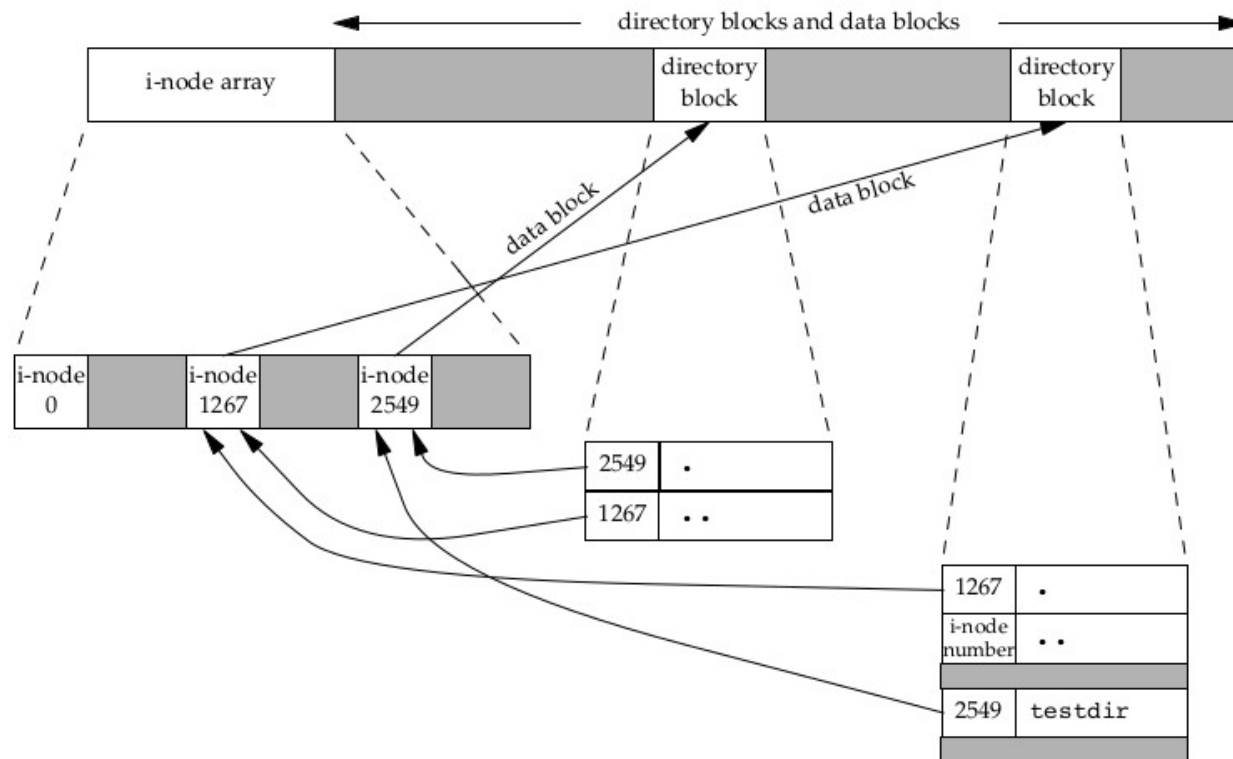 directory blocks and data blocks
i-node array
directory
block
directory
block
data block
data block
i-node
0
i-node
1267
i-node
2549
2549 .
1267 ..
1267 .
i-node
number
..
2549 testdir